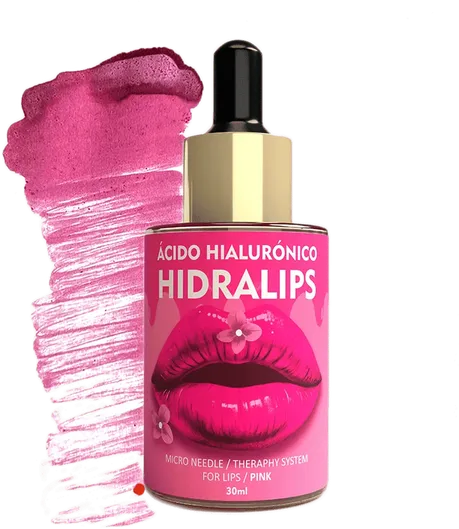 ÁCIDO HIALURÓNICO
HIDRALIPS
MICRO NEEDLE / THERAPHY SYSTEM
FOR LIPS / PINK
30ml